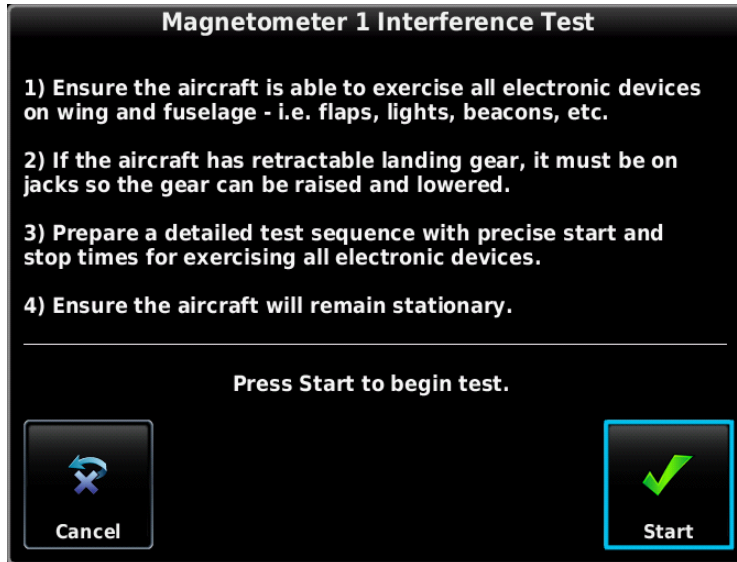 Magnetometer 1 Interference Test
1) Ensure the aircraft is able to exercise all electronic devices
on wing and fuselage - i.e. flaps, lights, beacons, etc.
2) If the aircraft has retractable landing gear, it must be on
jacks so the gear can be raised and lowered.
3) Prepare a detailed test sequence with precise start and
stop times for exercising all electronic devices.
4) Ensure the aircraft will remain stationary.
Press Start to begin test.
Cancel
Start